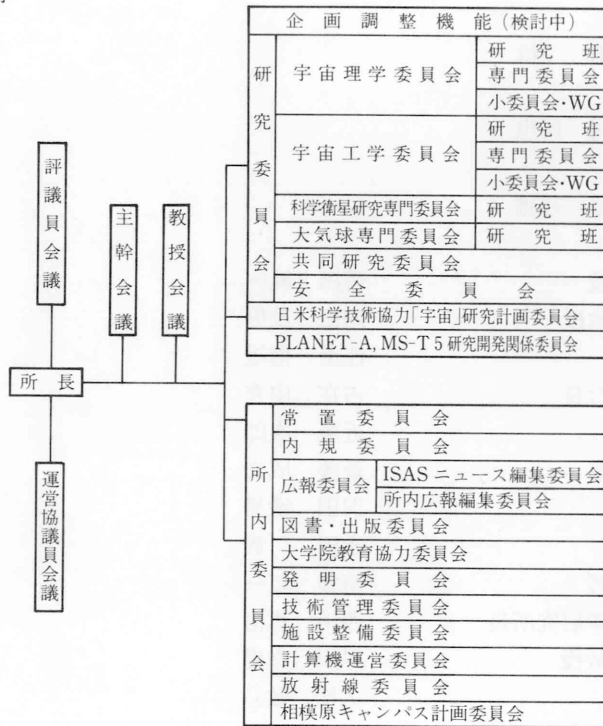 評議員会議
主幹会議
教授会議
所長
運営協議員会議
企画調整機能(検討中)
研究委員会
宇宙理学委員会
研究班
専門委員会
小委員会・WG
宇宙工学委員会
研究班
専門委員会
小委員会・WG
科学衛星研究専門委員会
研究班
大気球専門委員会
研究班
共同研究委員会
安全委員会
日米科学技術協力「宇宙」研究計画委員会
PLANET-A, MS-T5研究開発関係委員会
所内委員会
常置委員会
内規委員会
広報委員会
ISASニュース編集委員会
所内広報編集委員会
図書・出版委員会
大学院教育協力委員会
発明委員会
技術管理委員会
施設整備委員会
計算機運営委員会
放射線委員会
相模原キャンパス計画委員会